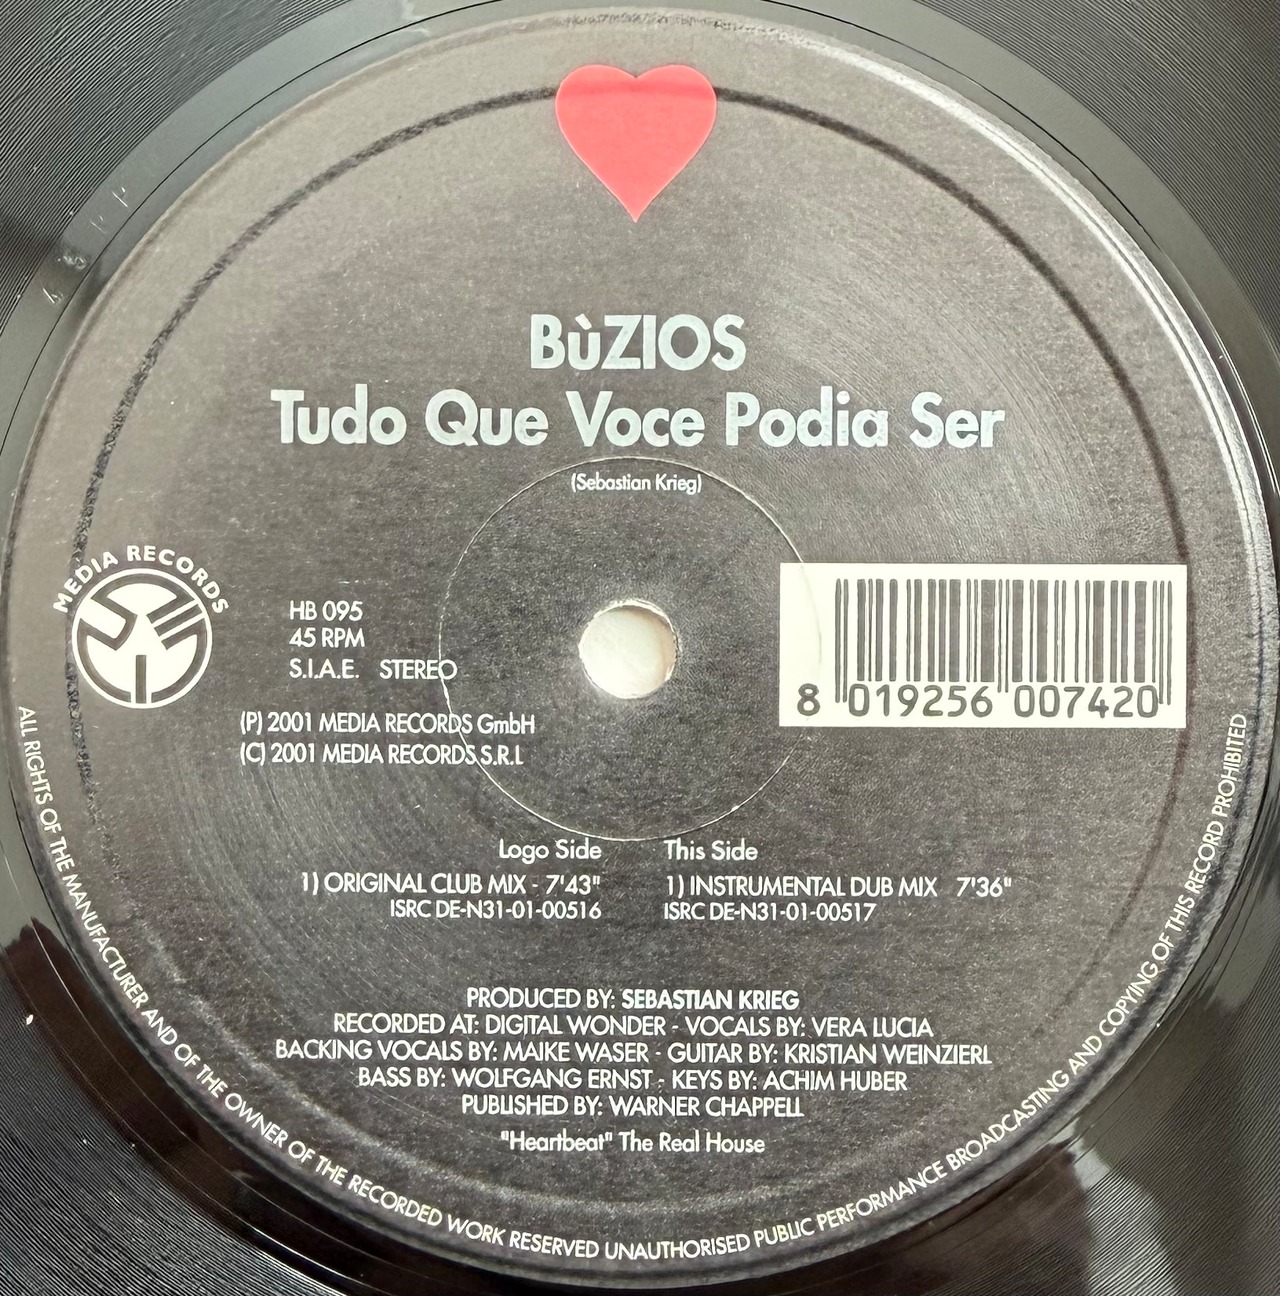 BùZIOS
Tudo Que Voce Podia Ser
(Sebastian Krieg)
MEDIA RECORDS
HB 095
45 RPM
S.I.A.E. STEREO
(P) 2001 MEDIA RECORDS GmbH
(C) 2001 MEDIA RECORDS S.R.L
8 019256 007420
Logo Side
1) ORIGINAL CLUB MIX - 7'43"
ISRC DE-N31-01-00516
This Side
1) INSTRUMENTAL DUB MIX 7'36"
ISRC DE-N31-01-00517
PRODUCED BY: SEBASTIAN KRIEG
RECORDED AT: DIGITAL WONDER - VOCALS BY: VERA LUCIA
BACKING VOCALS BY: MAIKE WASER - GUITAR BY: KRISTIAN WEINZIERL
BASS BY: WOLFGANG ERNST - KEYS BY: ACHIM HUBER
PUBLISHED BY: WARNER CHAPPELL
"Heartbeat" The Real House
ALL RIGHTS OF THE MANUFACTURER AND OF THE OWNER OF THE RECORDED WORK RESERVED UNAUTHORISED PUBLIC PERFORMANCE BROADCASTING AND COPYING OF THIS RECORD PROHIBITED